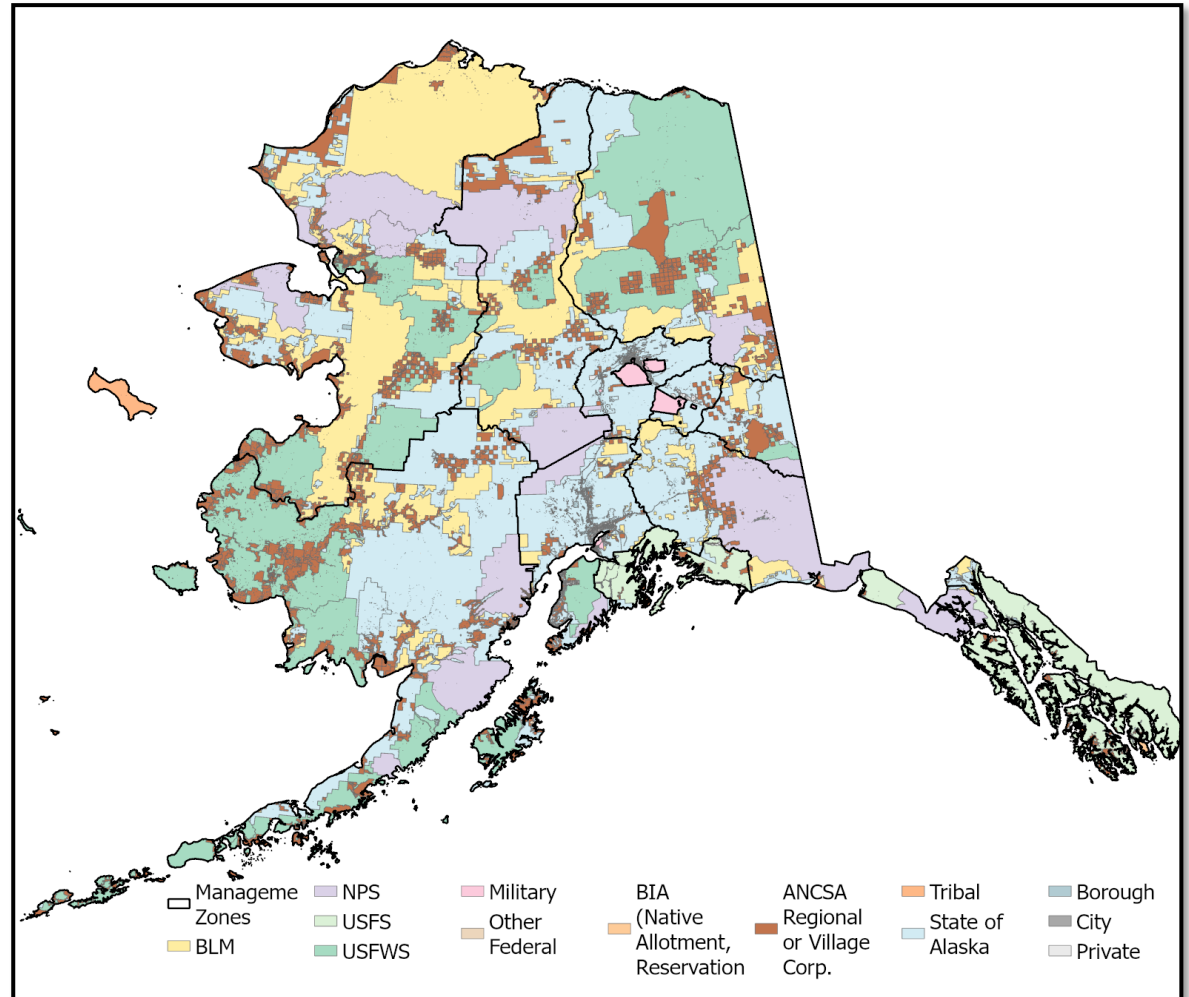 Manageme
Zones
BLM
NPS
USFS
USFWS
Military
Other
Federal
BIA
(Native
Allotment,
Reservation
ANCSA
Regional
or Village
Corp.
Tribal
State of
Alaska
Borough
City
Private